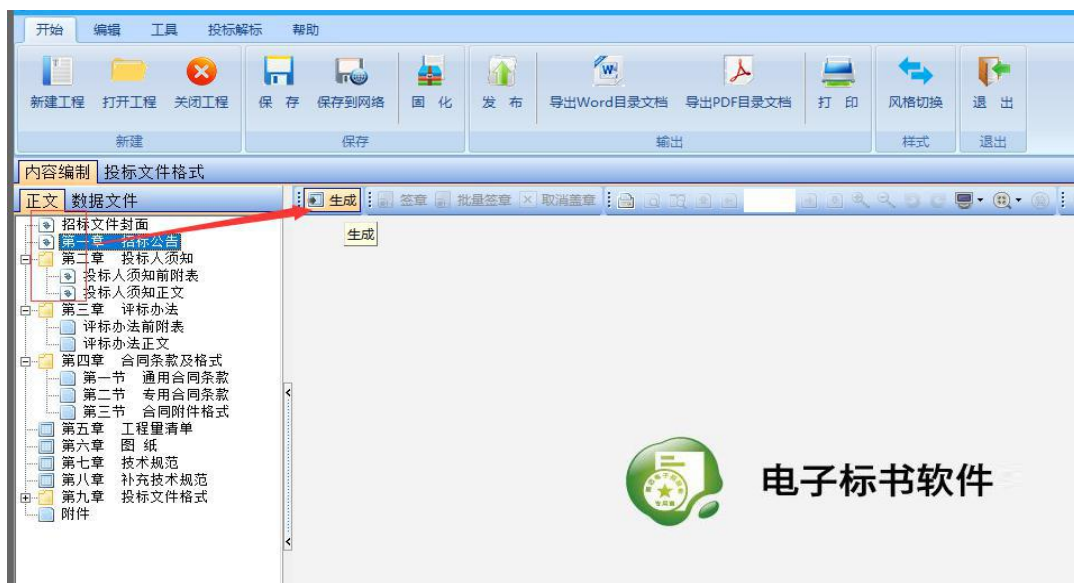 开始 编辑 工具 投标解标 帮助
新建工程 打开工程 关闭工程 保 存 保存到网络 固 化 发 布 导出Word目录文档 导出PDF目录文档 打 印 风格切换 退 出
新建 保存 输出 样式 退出
内容编制 投标文件格式
正文 数据文件
生成 签章 批量签章 取消盖章
生成
招标文件封面
第一章 招标公告
第二章 投标人须知
投标人须知前附表
投标人须知正文
第三章 评标办法
评标办法前附表
评标办法正文
第四章 合同条款及格式
第一节 通用合同条款
第二节 专用合同条款
第三节 合同附件格式
第五章 工程量清单
第六章 图 纸
第七章 技术规范
第八章 补充技术规范
第九章 投标文件格式
附件
电子标书软件